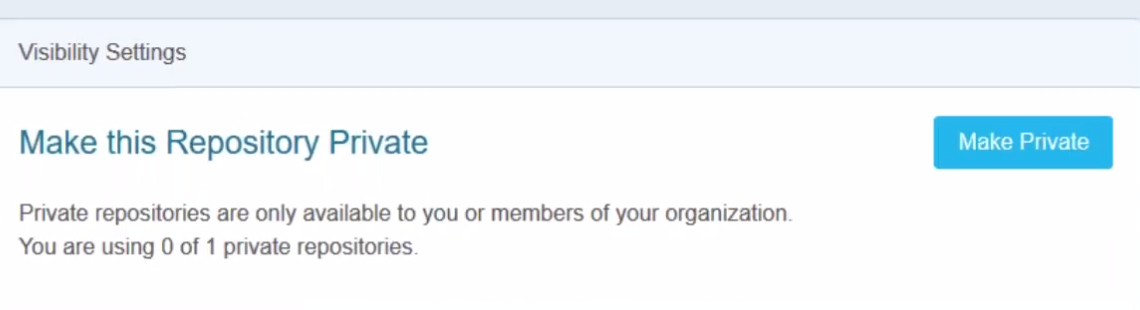 Visibility Settings
Make this Repository Private
Make Private
Private repositories are only available to you or members of your organization.
You are using 0 of 1 private repositories.